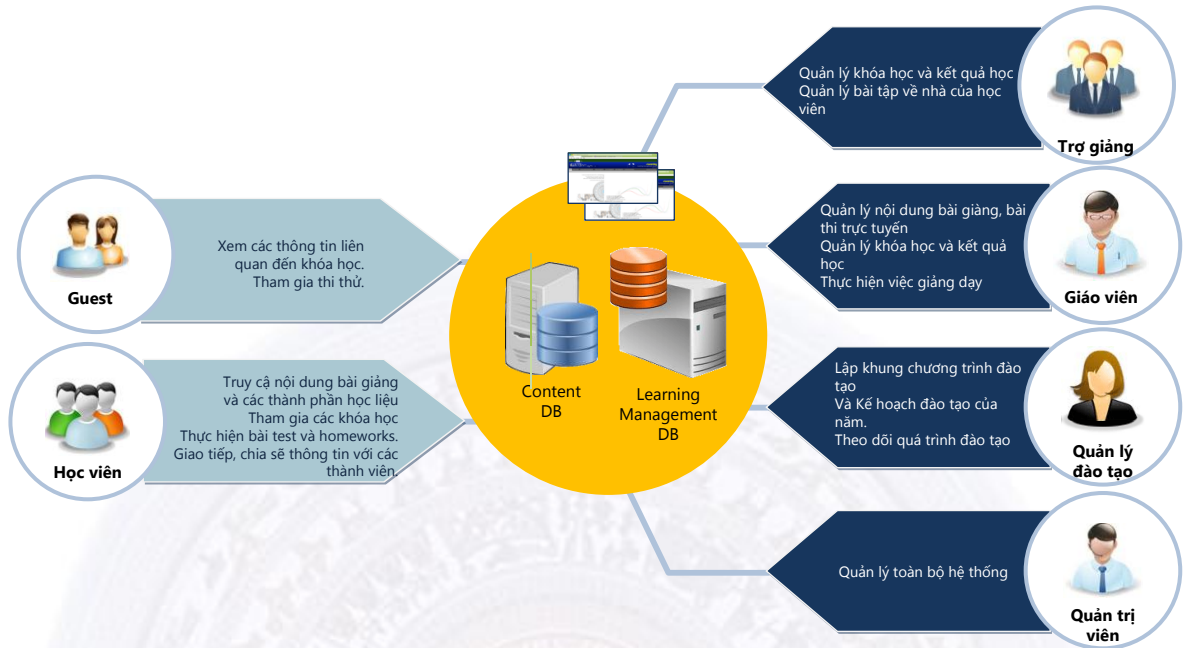 Xem các thông tin liên
quan đến khóa học.
Tham gia thi thử.
Guest
Truy cậ nội dung bài giảng
và các thành phần học liệu
Tham gia các khóa học
Thực hiện bài test và homeworks.
Giao tiếp, chia sẽ thông tin với các
thành viên.
Học viên
Content
DB
Learning
Management
DB
Quản lý khóa học và kết quả học
Quản lý bài tập về nhà của học
viên
Trợ giảng
Quản lý nội dung bài giàng, bài
thi trực tuyến
Quản lý khóa học và kết quả
học
Thực hiện việc giảng dạy
Giáo viên
Lập khung chương trình đào
tạo
Và Kế hoạch đào tạo của
năm.
Theo dõi quá trình đào tạo
Quản lý
đào tạo
Quản lý toàn bộ hệ thống
Quản trị
viên